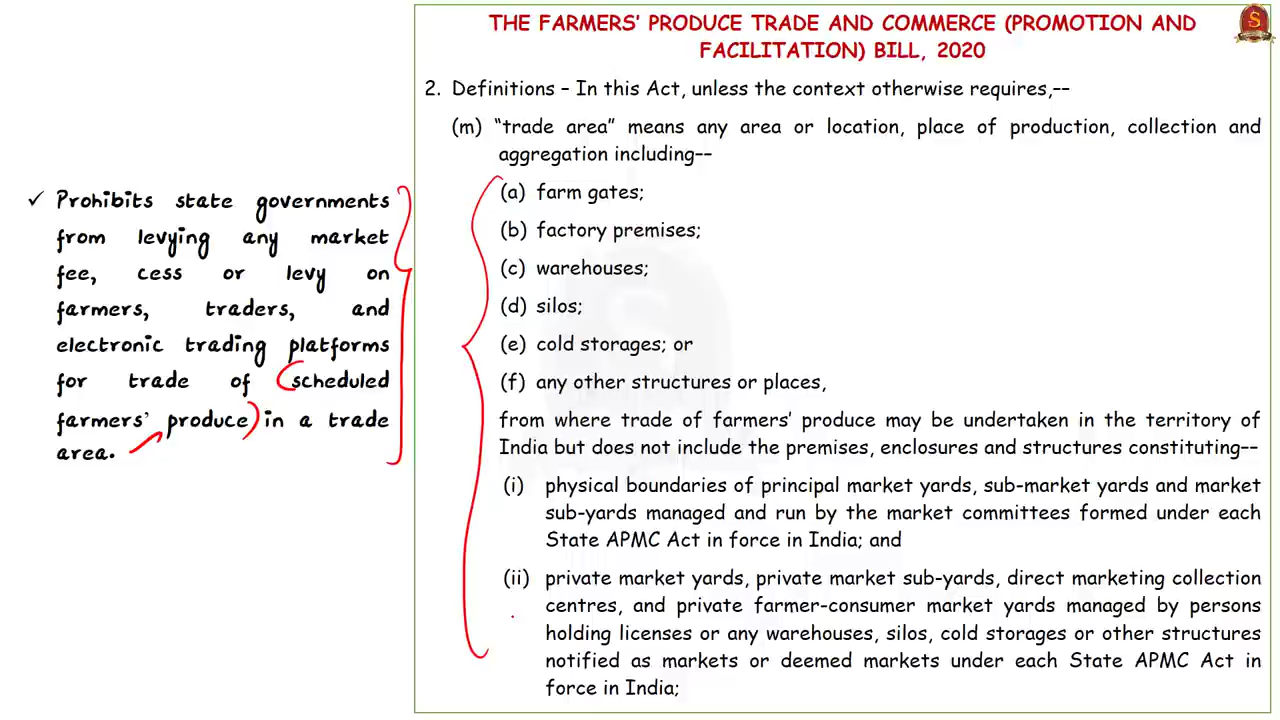 THE FARMERS’ PRODUCE TRADE AND COMMERCE (PROMOTION AND
FACILITATION) BILL, 2020
2. Definitions – In this Act, unless the context otherwise requires,––
(m) “trade area” means any area or location, place of production, collection and
aggregation including––
(a) farm gates;
(b) factory premises;
(c) warehouses;
(d) silos;
(e) cold storages; or
(f) any other structures or places,
from where trade of farmers’ produce may be undertaken in the territory of
India but does not include the premises, enclosures and structures constituting––
(i) physical boundaries of principal market yards, sub-market yards and market
sub-yards managed and run by the market committees formed under each
State APMC Act in force in India; and
(ii) private market yards, private market sub-yards, direct marketing collection
centres, and private farmer-consumer market yards managed by persons
holding licenses or any warehouses, silos, cold storages or other structures
notified as markets or deemed markets under each State APMC Act in
force in India;
✓ Prohibits state governments
from levying any market
fee, cess or levy on
farmers, traders, and
electronic trading platforms
for trade of scheduled
farmers’ produce in a trade
area.
S